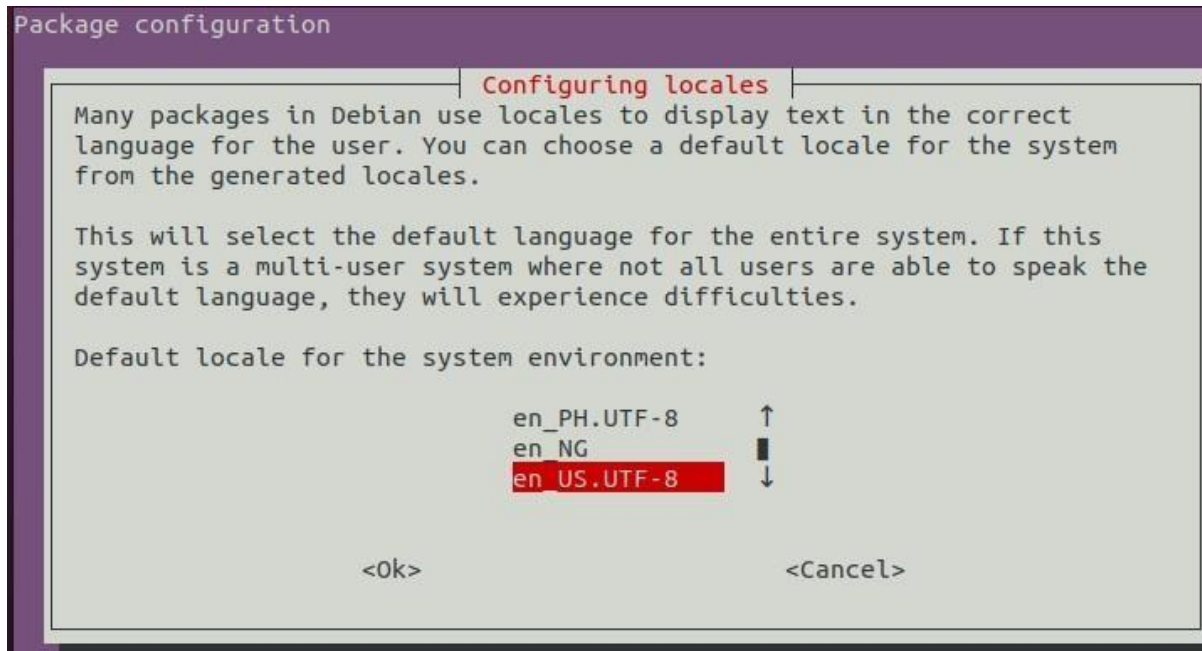 Package configuration
Configuring locales
Many packages in Debian use locales to display text in the correct
language for the user. You can choose a default locale for the system
from the generated locales.
This will select the default language for the entire system. If this
system is a multi-user system where not all users are able to speak the
default language, they will experience difficulties.
Default locale for the system environment:
en_PH.UTF-8
en_NG
en_US.UTF-8
<Ok> <Cancel>